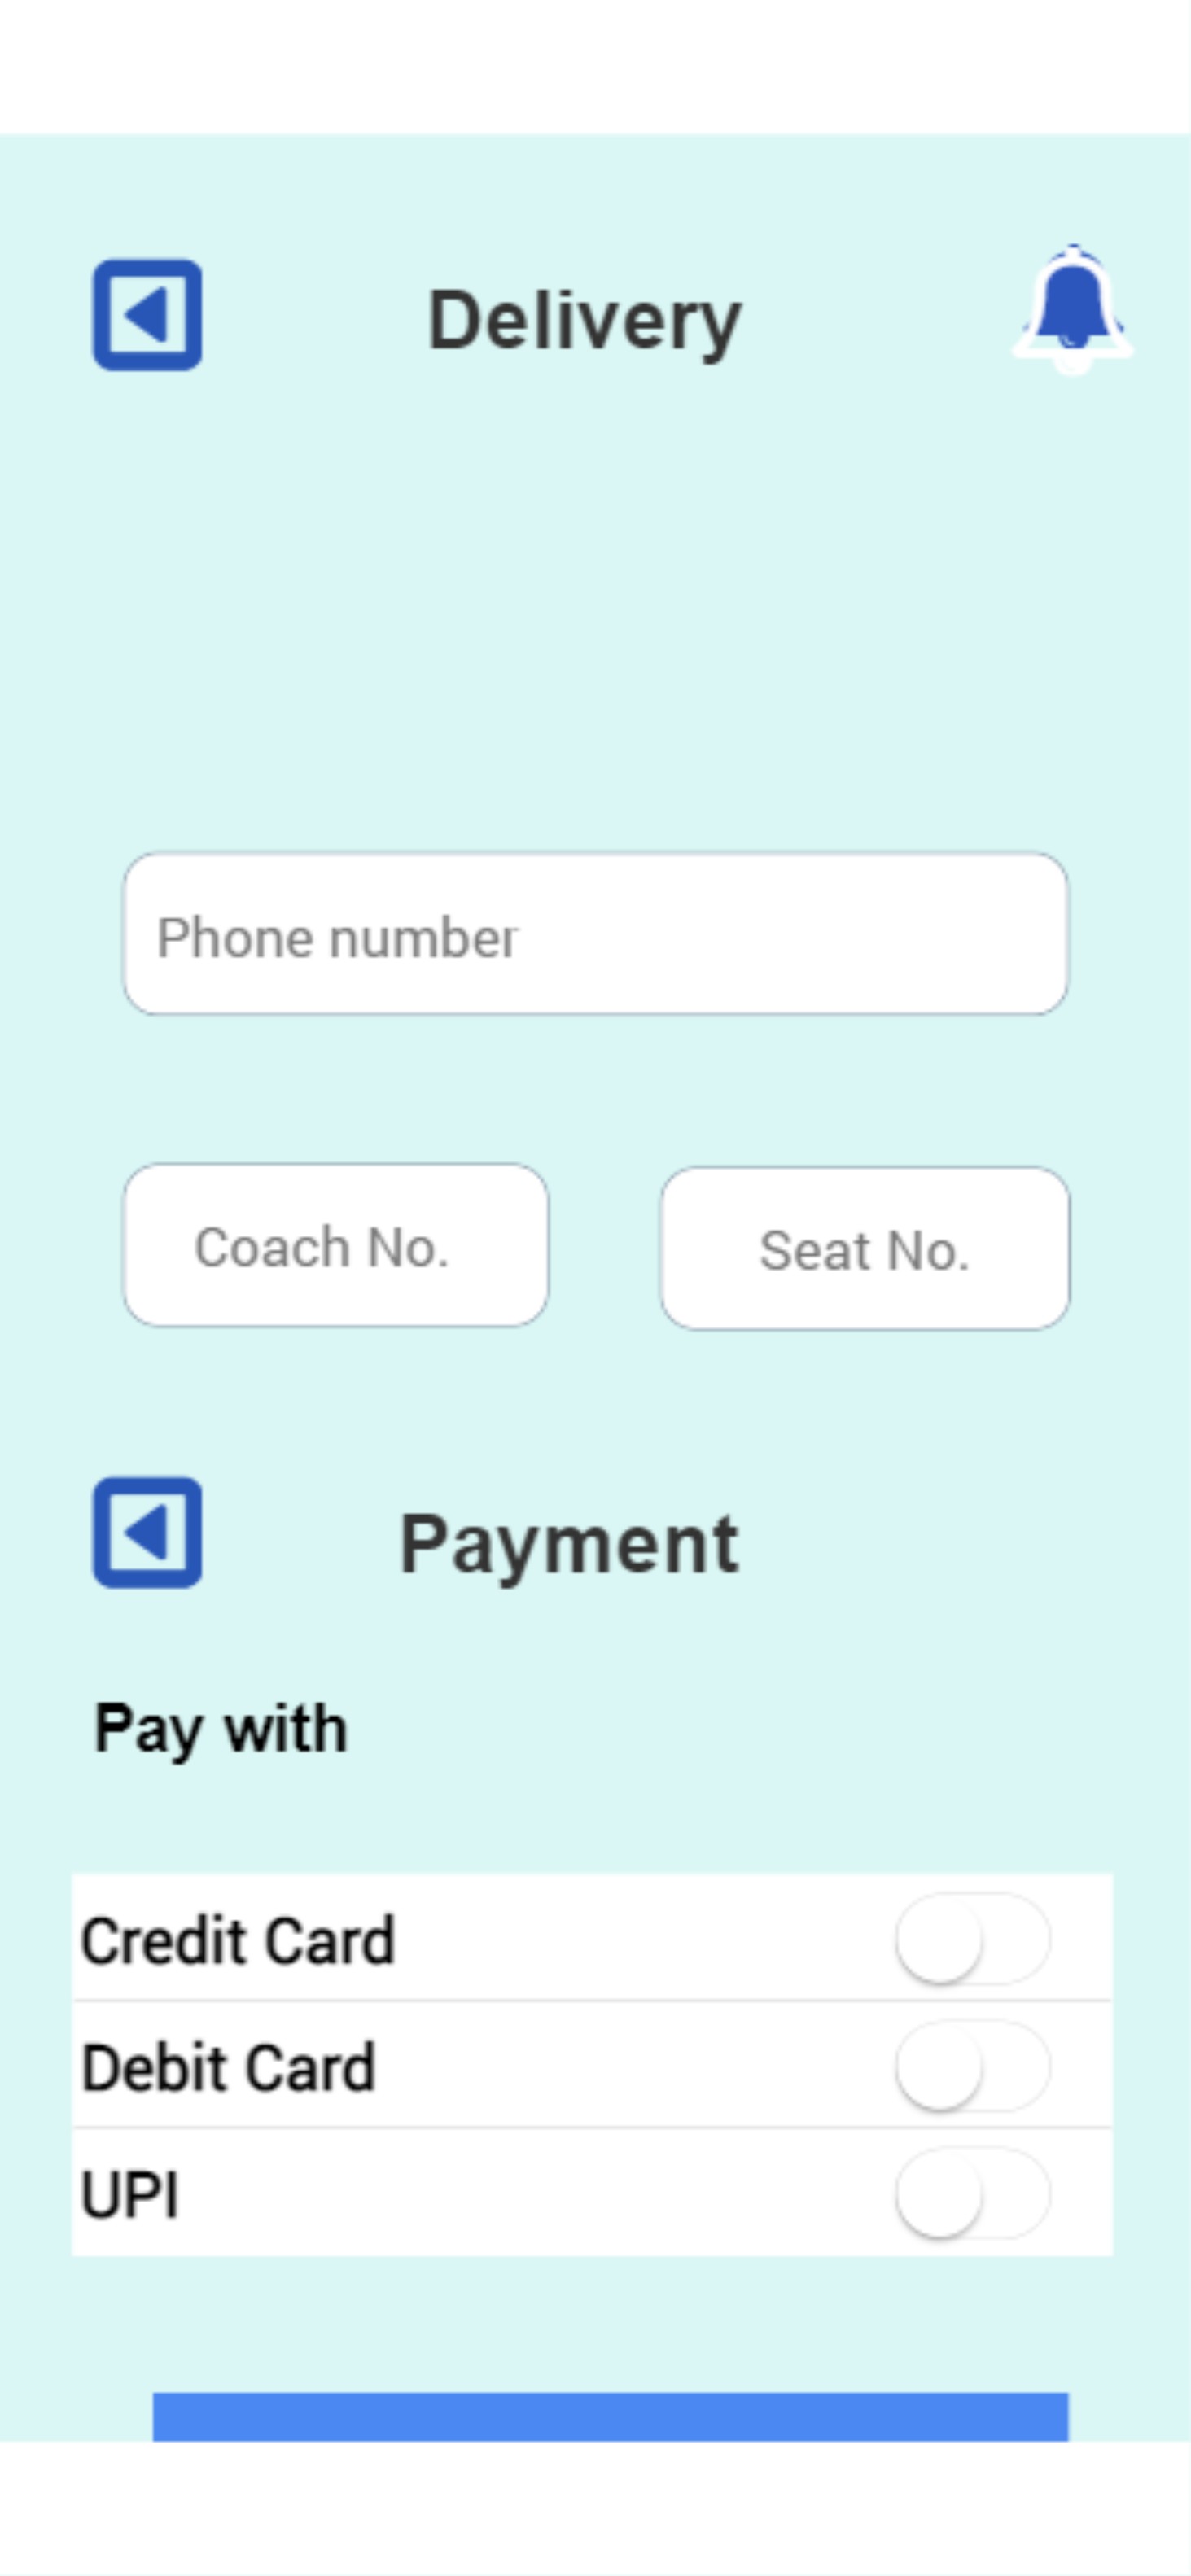 Delivery
Phone number
Coach No. Seat No.
Payment
Pay with
Credit Card
Debit Card
UPI